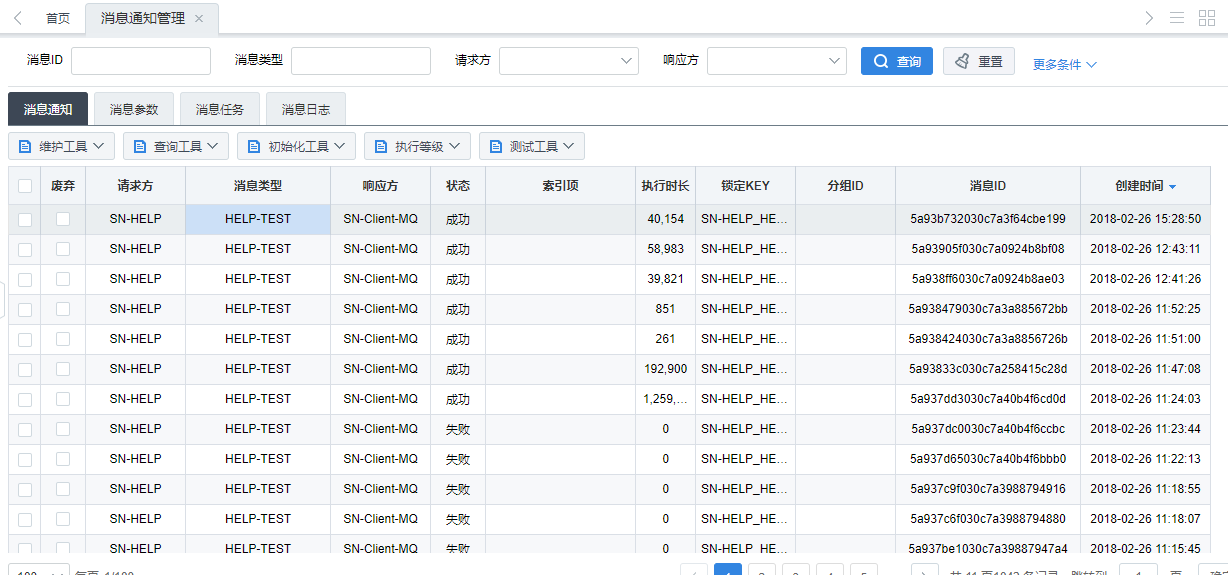 首页 消息通知管理
消息ID 消息类型 请求方 响应方 查询 重置 更多条件
消息通知 消息参数 消息任务 消息日志
维护工具 查询工具 初始化工具 执行等级 测试工具
废弃 请求方 消息类型 响应方 状态 索引项 执行时长 锁定KEY 分组ID 消息ID 创建时间
SN-HELP HELP-TEST SN-Client-MQ 成功 40,154 SN-HELP_HE... 5a93b732030c7a3f64cbe199 2018-02-26 15:28:50
SN-HELP HELP-TEST SN-Client-MQ 成功 58,983 SN-HELP_HE... 5a93905f030c7a0924b8bf08 2018-02-26 12:43:11
SN-HELP HELP-TEST SN-Client-MQ 成功 39,821 SN-HELP_HE... 5a938ff6030c7a0924b8ae03 2018-02-26 12:41:26
SN-HELP HELP-TEST SN-Client-MQ 成功 851 SN-HELP_HE... 5a938479030c7a3a885672bb 2018-02-26 11:52:25
SN-HELP HELP-TEST SN-Client-MQ 成功 261 SN-HELP_HE... 5a938424030c7a3a8856726b 2018-02-26 11:51:00
SN-HELP HELP-TEST SN-Client-MQ 成功 192,900 SN-HELP_HE... 5a93833c030c7a258415c28d 2018-02-26 11:47:08
SN-HELP HELP-TEST SN-Client-MQ 成功 1,259,... SN-HELP_HE... 5a937dd3030c7a40b4f6cd0d 2018-02-26 11:24:03
SN-HELP HELP-TEST SN-Client-MQ 失败 0 SN-HELP_HE... 5a937dc0030c7a40b4f6ccbc 2018-02-26 11:23:44
SN-HELP HELP-TEST SN-Client-MQ 失败 0 SN-HELP_HE... 5a937d65030c7a40b4f6bbb0 2018-02-26 11:22:13
SN-HELP HELP-TEST SN-Client-MQ 失败 0 SN-HELP_HE... 5a937c9f030c7a3988794916 2018-02-26 11:18:55
SN-HELP HELP-TEST SN-Client-MQ 失败 0 SN-HELP_HE... 5a937c6f030c7a3988794880 2018-02-26 11:18:07
SN-HELP HELP-TEST SN-Client-MQ 失败 0 SN-HELP_HE... 5a937be1030c7a39887947a4 2018-02-26 11:15:45